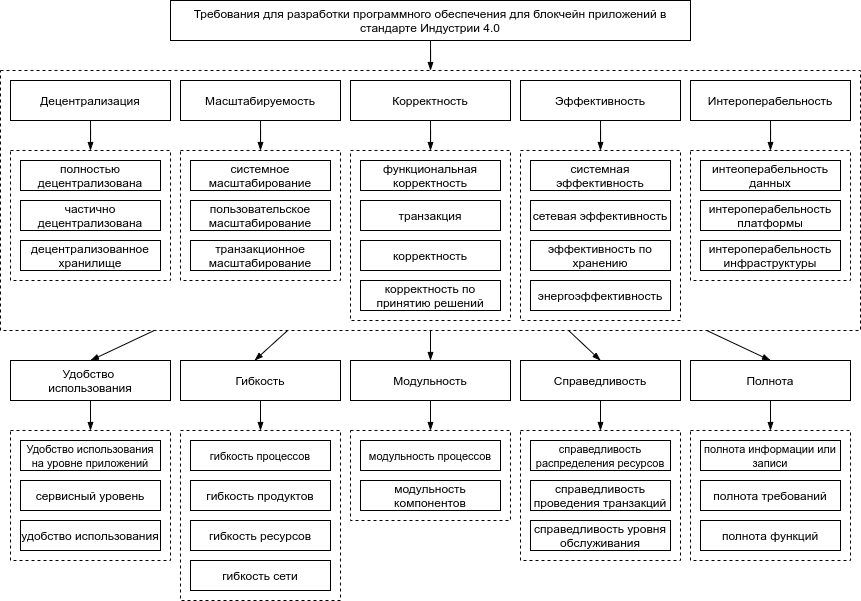 Требования для разработки программного обеспечения для блокчейн приложений в
стандарте Индустрии 4.0
Децентрализация
Масштабируемость
Корректность
Эффективность
Интероперабельность
полностью
децентрализована
частично
децентрализована
децентрализованное
хранилище
системное
масштабирование
пользовательское
масштабирование
транзакционное
масштабирование
функциональная
корректность
транзакция
корректность
корректность по
принятию решений
системная
эффективность
сетевая эффективность
эффективность по
хранению
энергоэффективность
интеоперабельность
данных
интероперабельность
платформы
интероперабельность
инфраструктуры
Удобство
использования
Гибкость
Модульность
Справедливость
Полнота
Удобство использования
на уровне приложений
сервисный уровень
удобство использования
гибкость процессов
гибкость продуктов
гибкость ресурсов
гибкость сети
модульность процессов
модульность
компонентов
справедливость
распределения ресурсов
справедливость
проведения транзакций
справедливость уровня
обслуживания
полнота информации или
записи
полнота требований
полнота функций